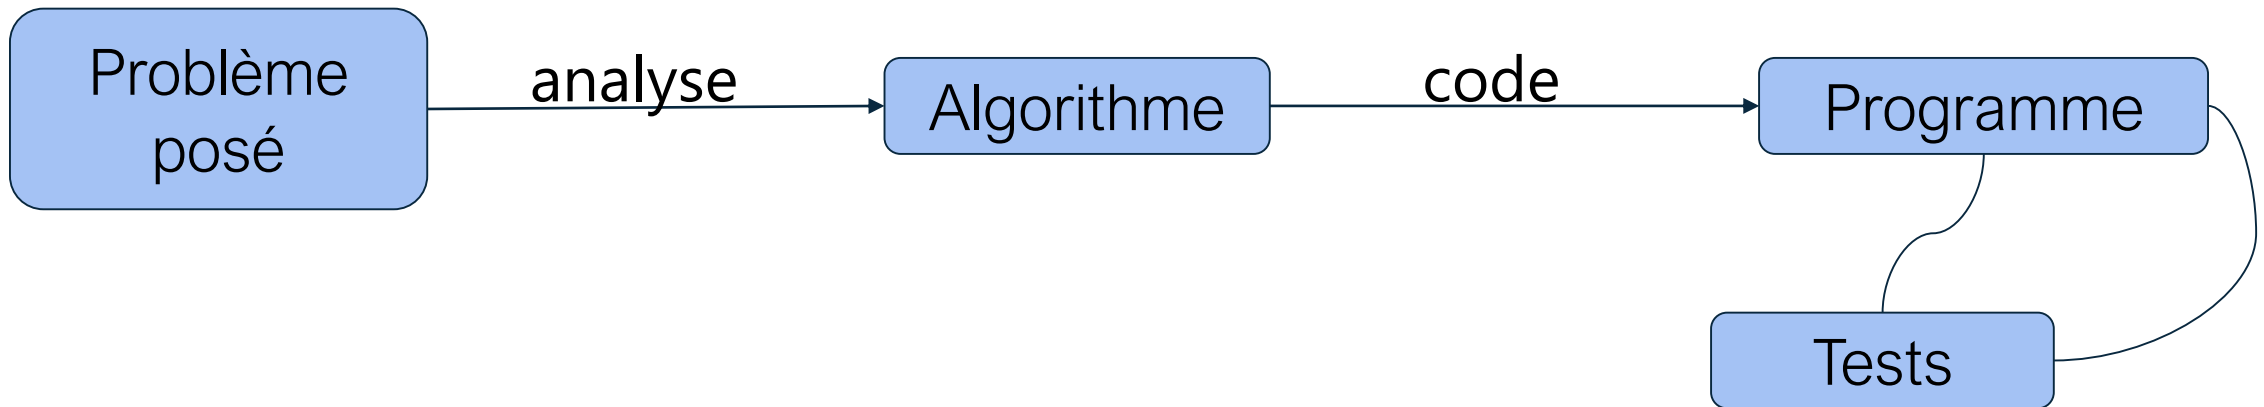 Problème
posé
analyse
Algorithme
code
Programme
Tests